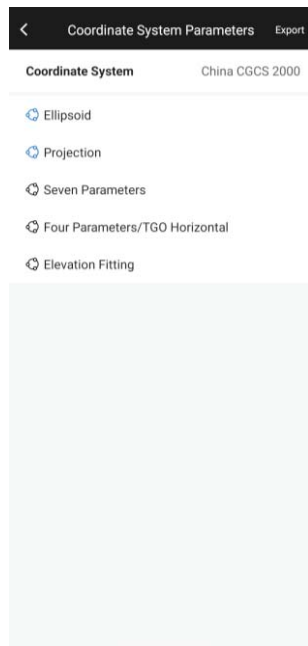 Coordinate System Parameters Export
Coordinate System China CGCS 2000
Ellipsoid
Projection
Seven Parameters
Four Parameters/TGO Horizontal
Elevation Fitting